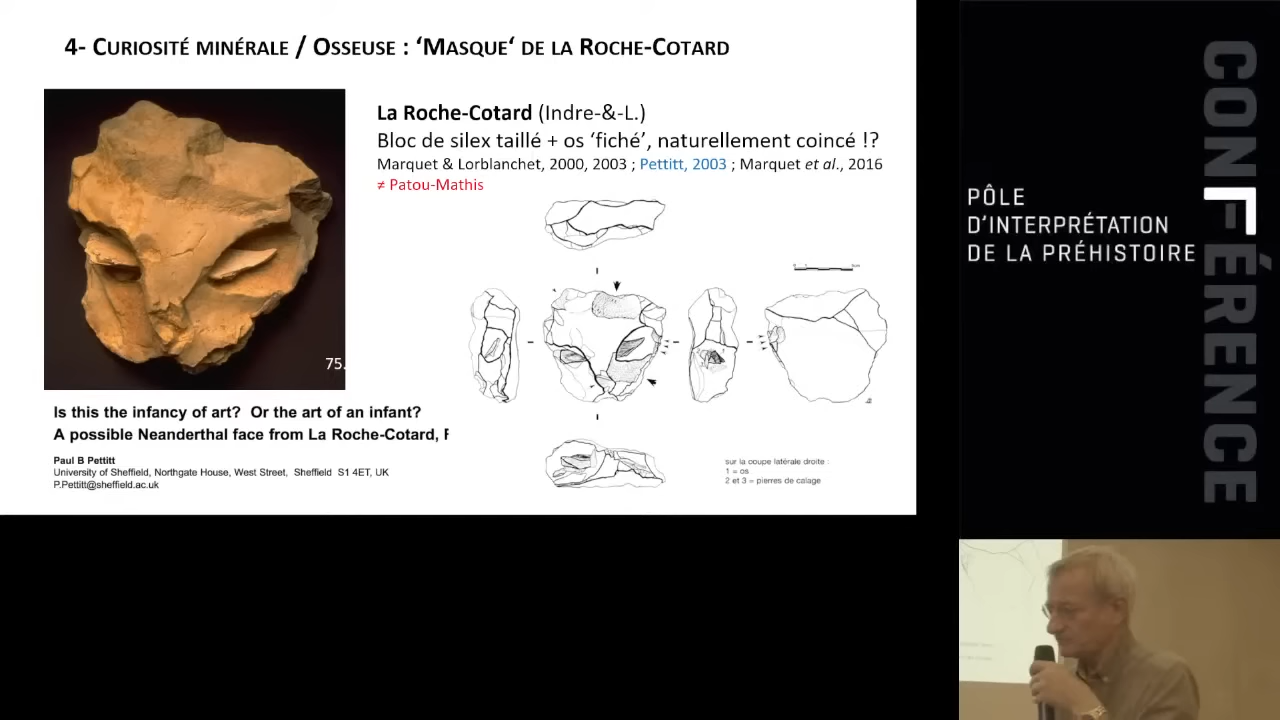 4- CURIOSITÉ MINÉRALE / OSSEUSE : ‘MASQUE‘ DE LA ROCHE-COTARD
La Roche-Cotard (Indre-&-L.)
Bloc de silex taillé + os ‘fiché’, naturellement coincé !?
Marquet & Lorblanchet, 2000, 2003 ; Pettitt, 2003 ; Marquet et al., 2016
≠ Patou-Mathis
75.
Is this the infancy of art? Or the art of an infant?
A possible Neanderthal face from La Roche-Cotard, F
Paul B Pettitt
University of Sheffield, Northgate House, West Street, Sheffield S1 4ET, UK
P.Pettitt@sheffield.ac.uk
sur la coupe latérale droite :
1 = os
2 et 3 = pierres de calage
PÔLE
D'INTERPRÉTATION
DE LA PRÉHISTOIRE
CONFÉRENCE